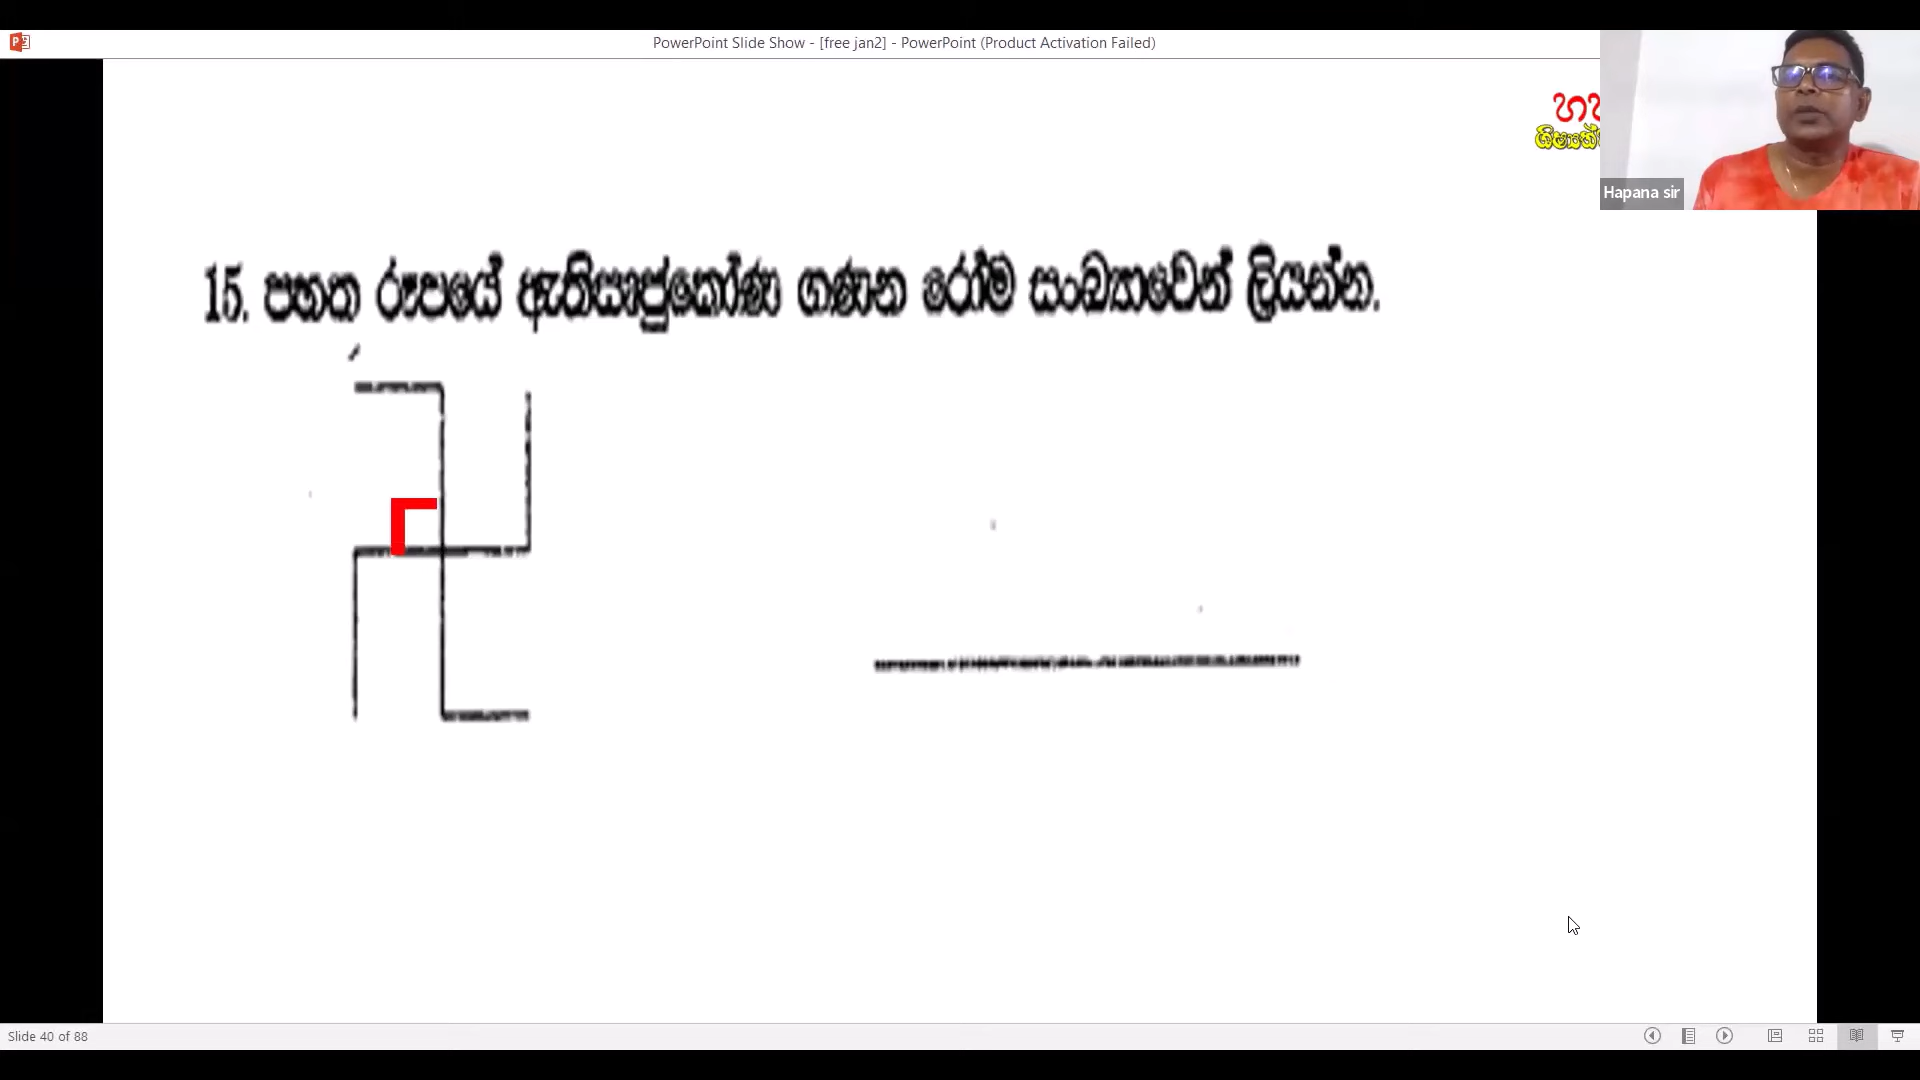 PowerPoint Slide Show - [free jan2] - PowerPoint (Product Activation Failed)
Hapana sir
15. පහත රූපයේ ඇතිසෘජුකෝණ ගණන රෝම සංඛ්‍යාවෙන් ලියන්න.
Slide 40 of 88